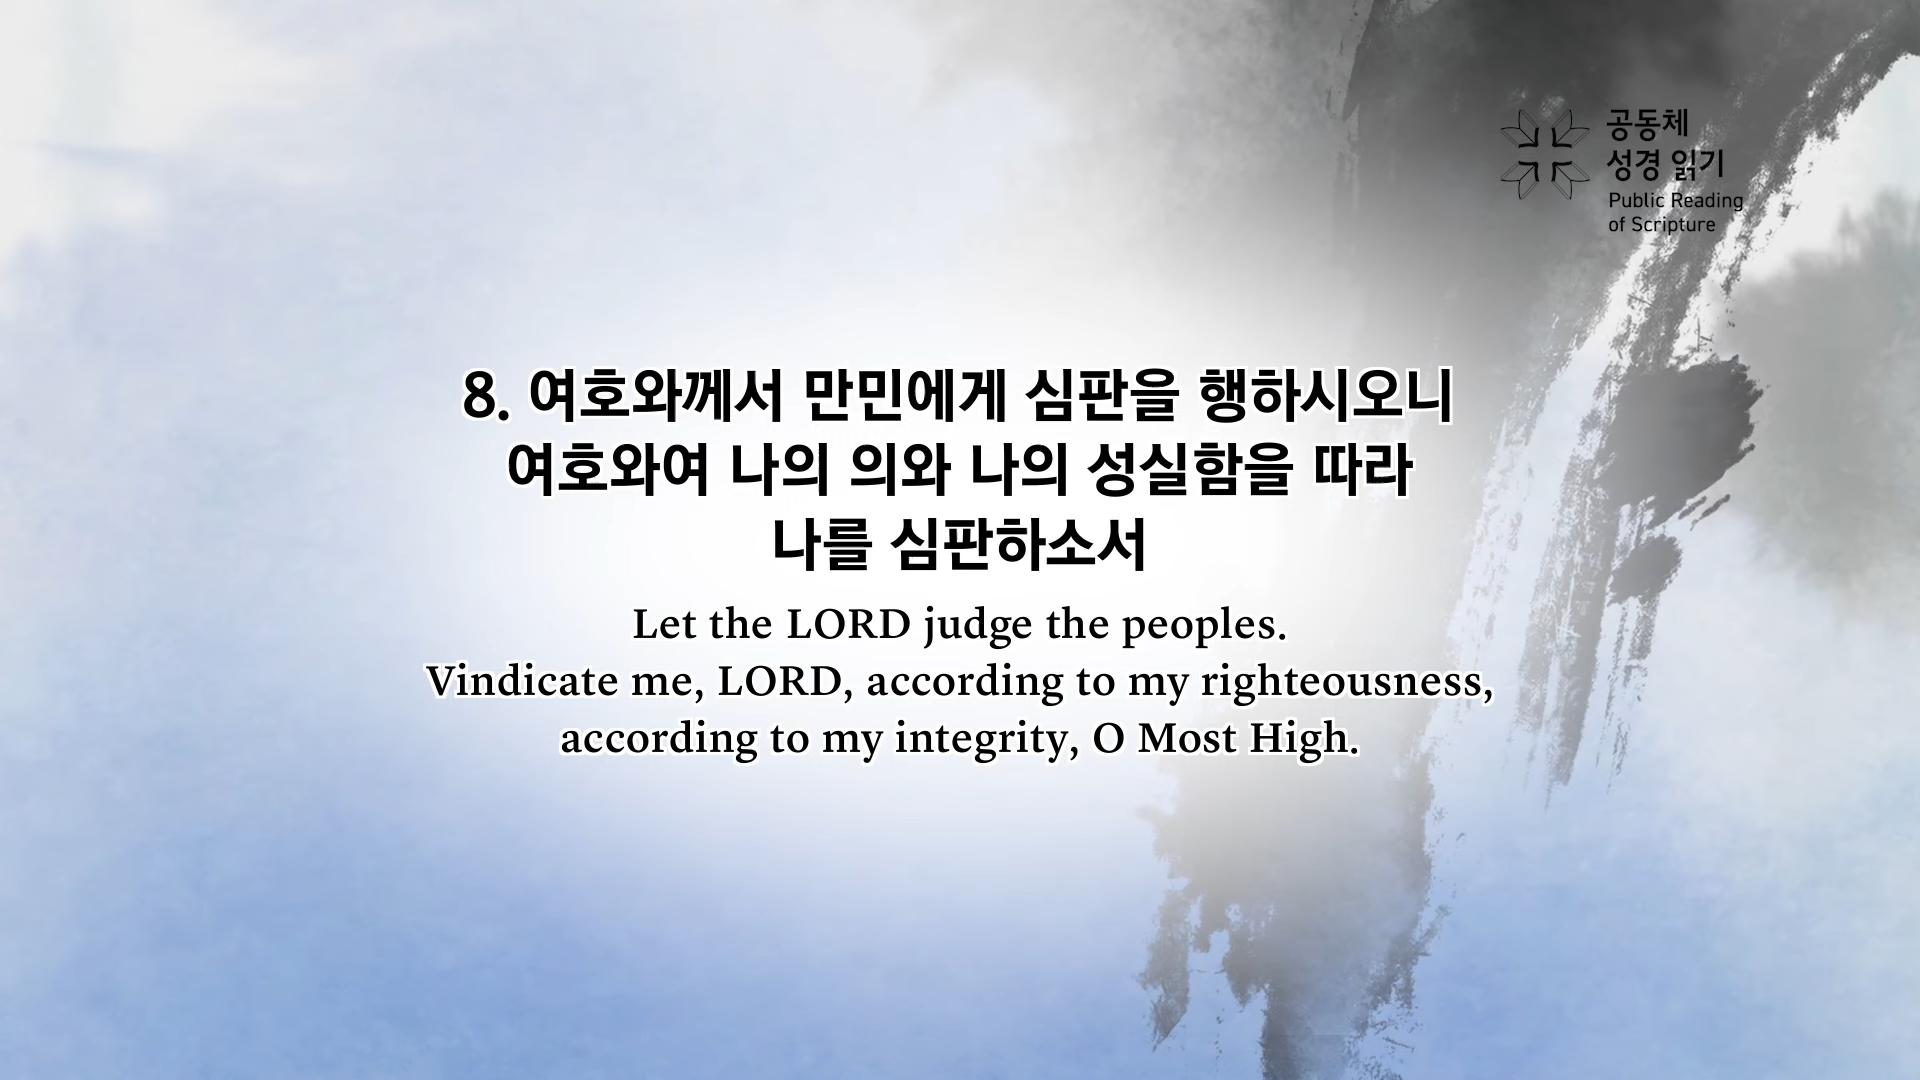 공동체
성경 읽기
Public Reading
of Scripture
8. 여호와께서 만민에게 심판을 행하시오니
여호와여 나의 의와 나의 성실함을 따라
나를 심판하소서
Let the LORD judge the peoples.
Vindicate me, LORD, according to my righteousness,
according to my integrity, O Most High.